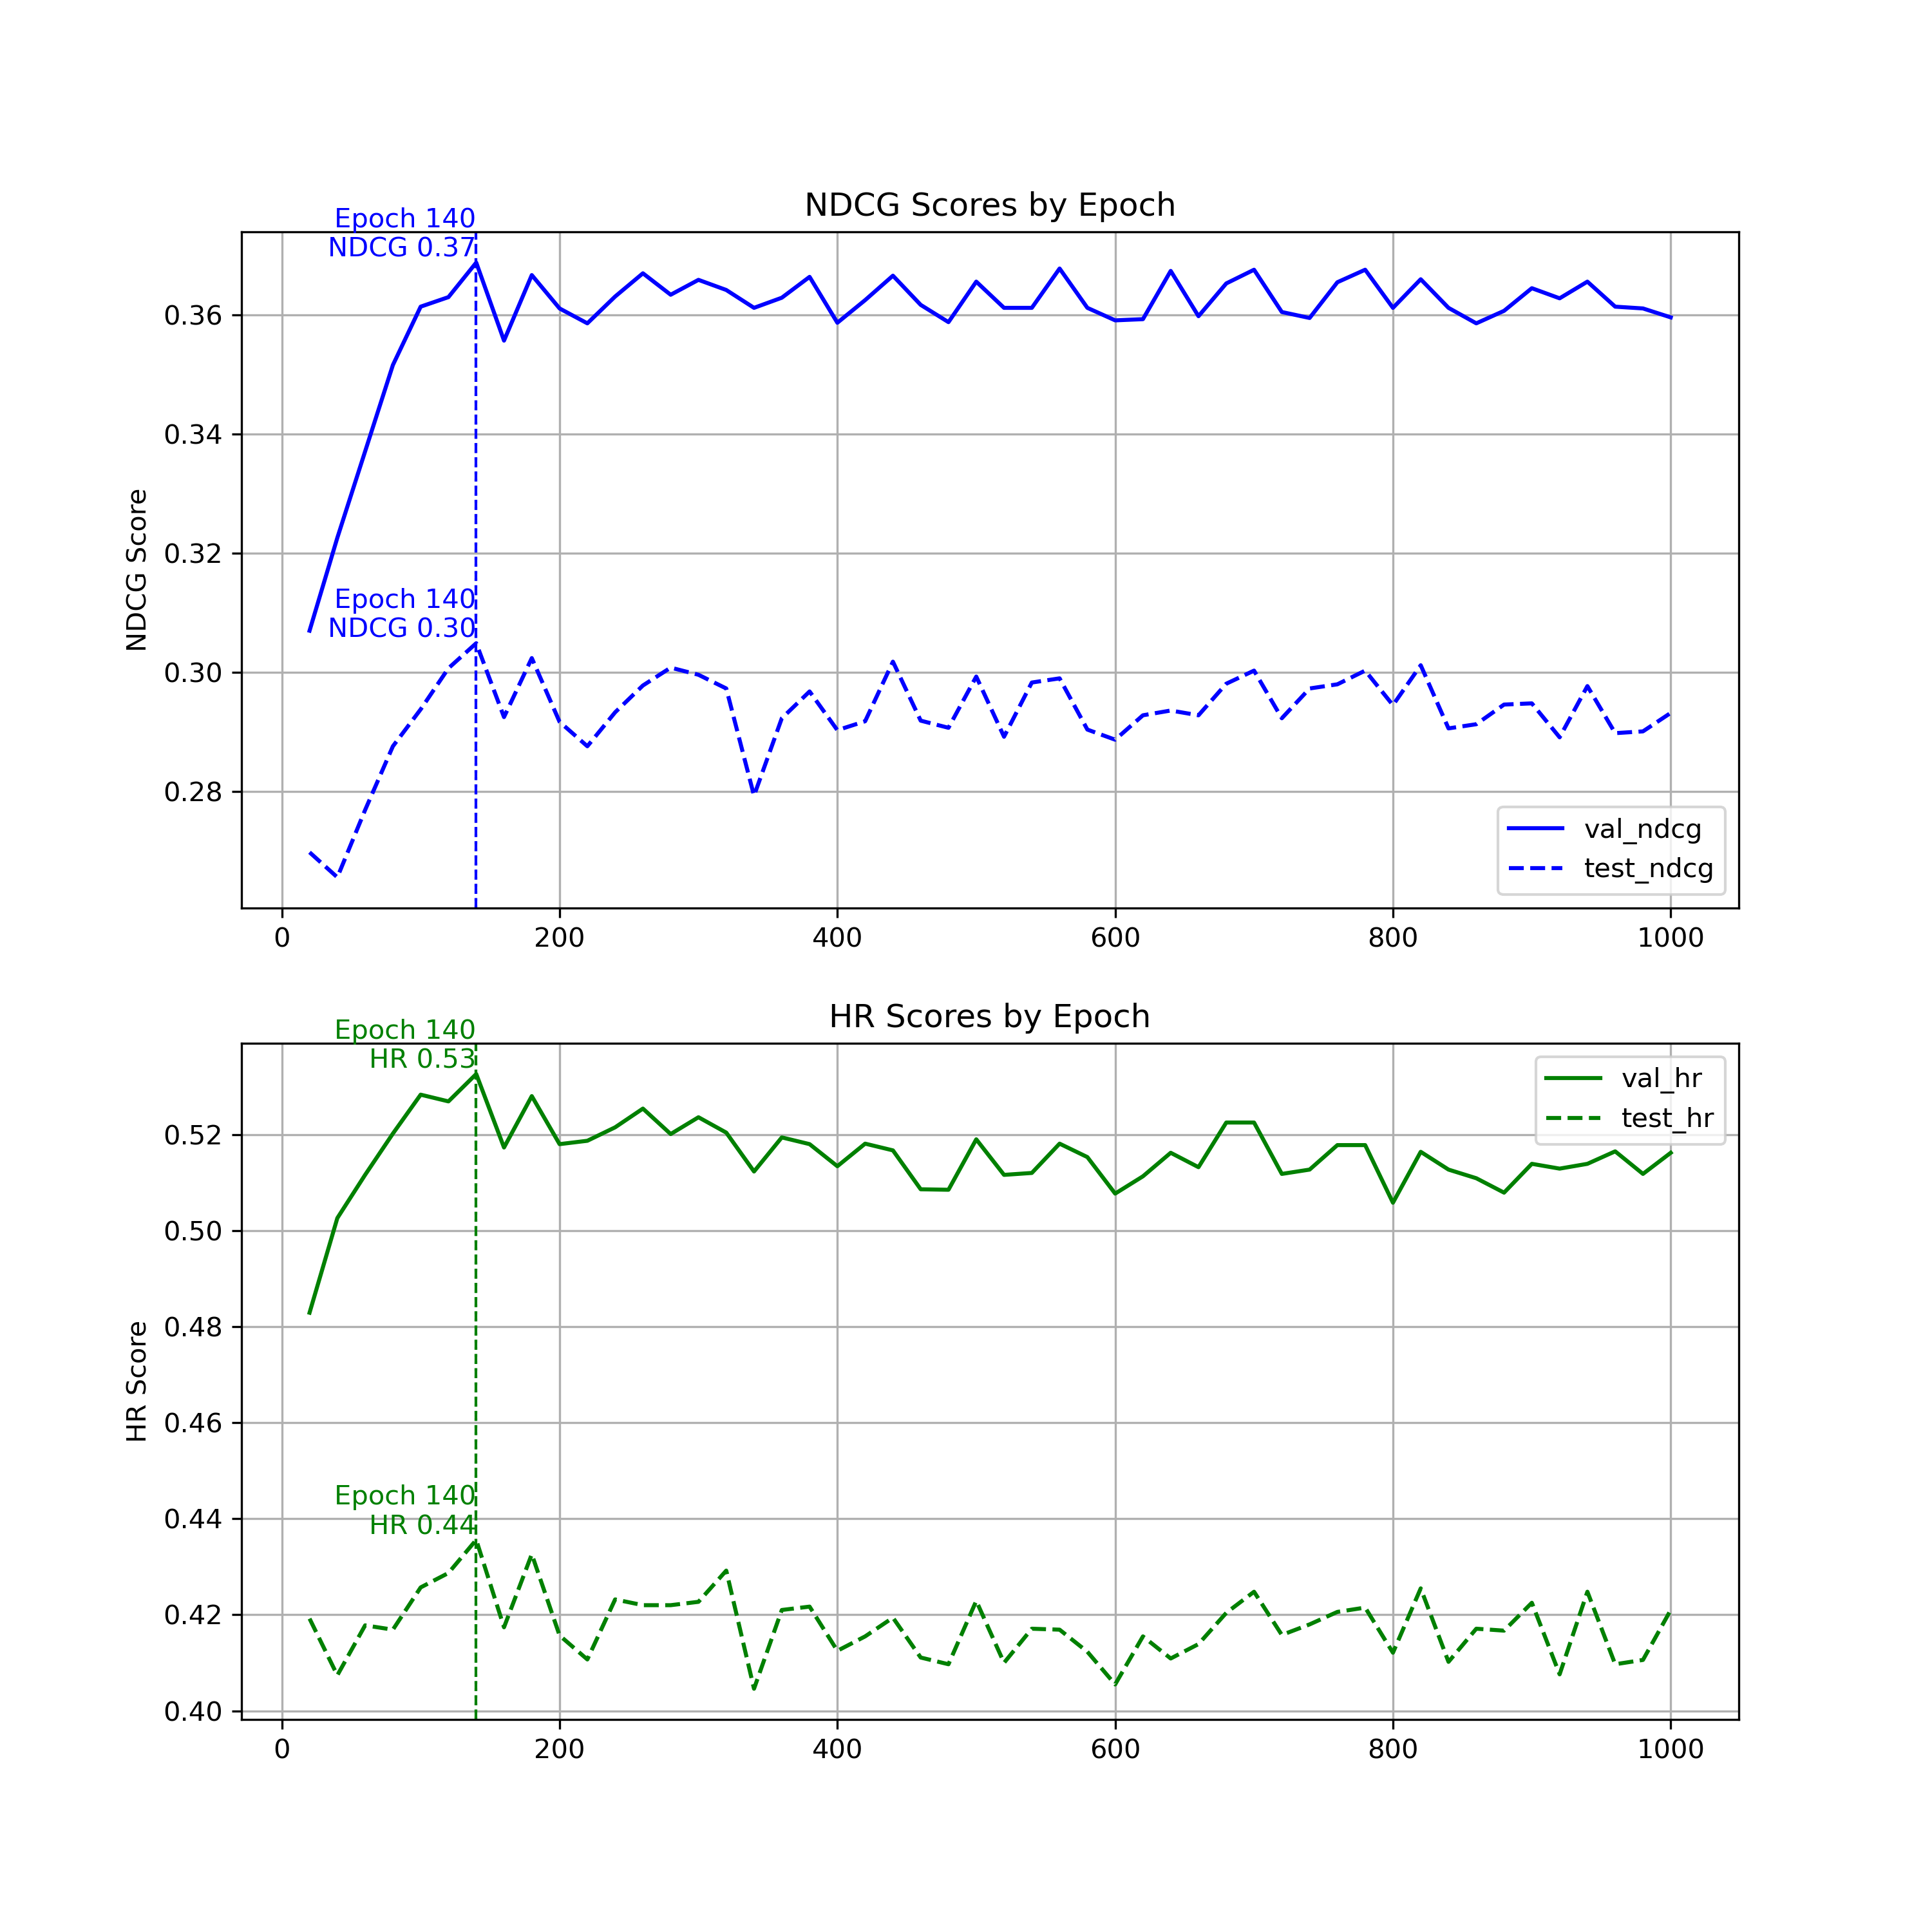 NDCG Scores by Epoch
Epoch 140
NDCG 0.37
0.36
0.34
0.32
0.30
0.28
NDCG Score
Epoch 140
NDCG 0.30
val_ndcg
test_ndcg
0 200 400 600 800 1000
HR Scores by Epoch
Epoch 140
HR 0.53
val_hr
test_hr
0.52
0.50
0.48
0.46
0.44
0.42
0.40
HR Score
Epoch 140
HR 0.44
0 200 400 600 800 1000